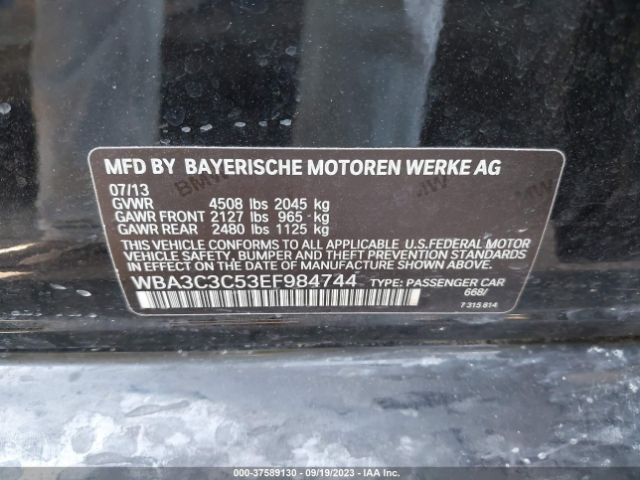 MFD BY BAYERISCHE MOTOREN WERKE AG
07/13
GVWR 4508 lbs 2045 kg
GAWR FRONT 2127 lbs 965 kg
GAWR REAR 2480 lbs 1125 kg
THIS VEHICLE CONFORMS TO ALL APPLICABLE U.S.FEDERAL MOTOR
VEHICLE SAFETY, BUMPER, AND THEFT PREVENTION STANDARDS
IN EFFECT ON THE DATE OF MANUFACTURE SHOWN ABOVE.
WBA3C3C53EF984744 TYPE: PASSENGER CAR
668/
7 315 814
BMW
BMW
000-37589130 - 09/19/2023 - IAA Inc.